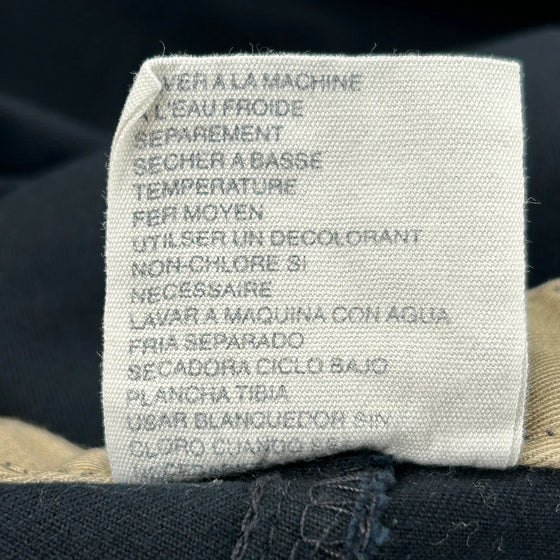 VER A LA MACHINE
L'EAU FROIDE
SEPAREMENT
SECHER A BASSE
TEMPERATURE
FER MOYEN
UTILSER UN DECOLORANT
NON-CHLORE SI
NECESSAIRE
LAVAR A MAQUINA CON AGUA
FRIA SEPARADO
SECADORA CICLO BAJO
PLANCHA TIBIA
USAR BLANQUEDOR SIN
CLORO CUANDO